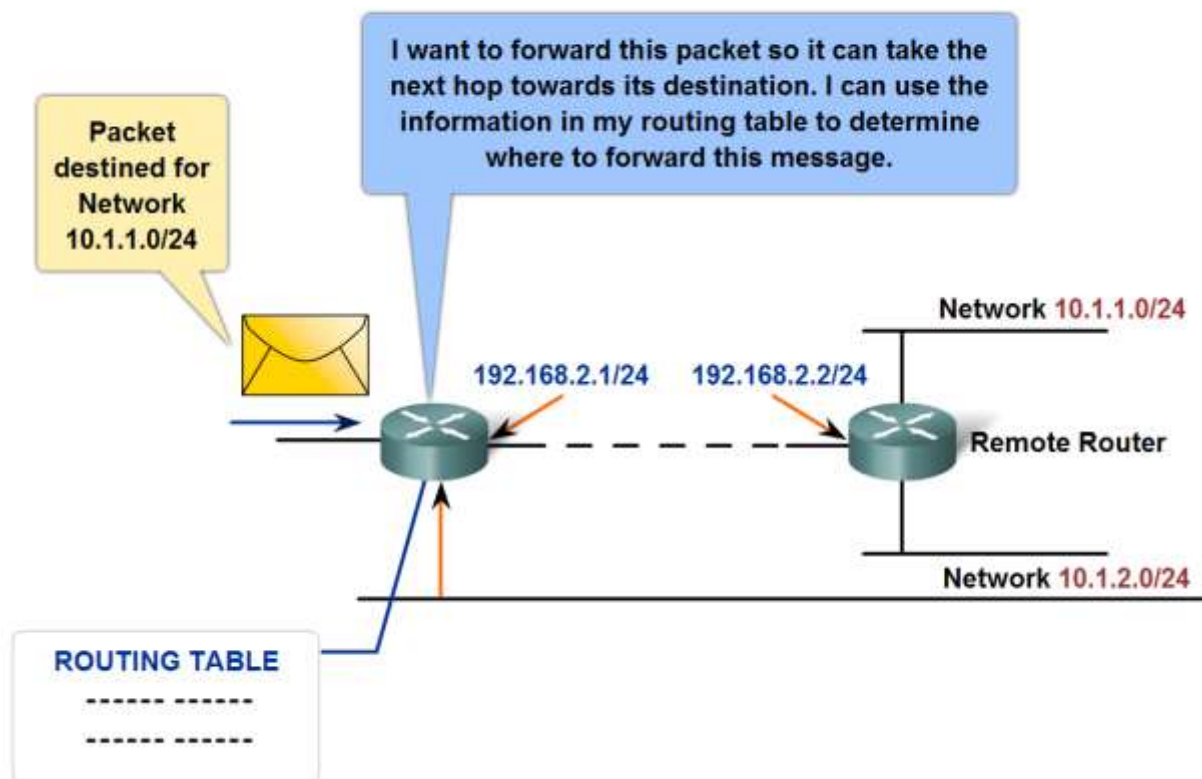 I want to forward this packet so it can take the
next hop towards its destination. I can use the
information in my routing table to determine
where to forward this message.
Packet
destined for
Network
10.1.1.0/24
Network 10.1.1.0/24
192.168.2.1/24
192.168.2.2/24
Remote Router
Network 10.1.2.0/24
ROUTING TABLE
------ ------
------ ------